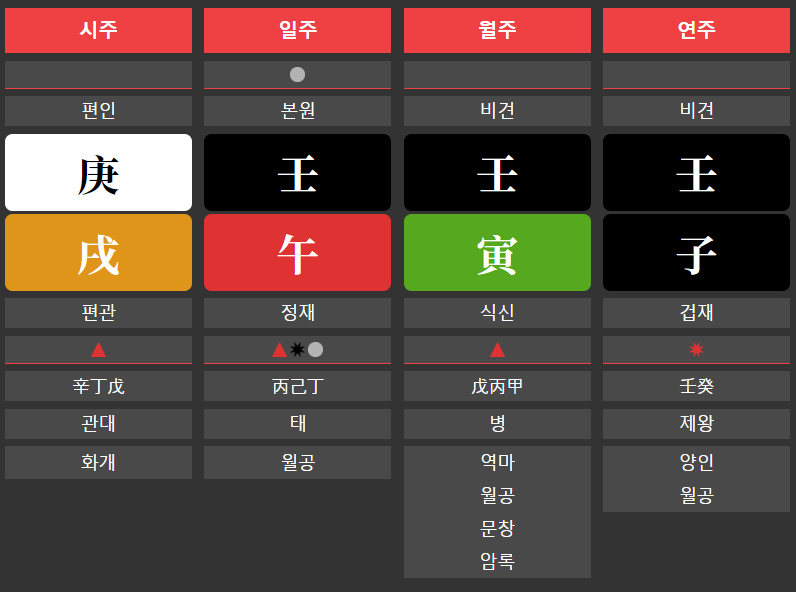 시주 일주 월주 연주
편인 본원 비견 비견
庚 壬 壬 壬
戌 午 寅 子
편관 정재 식신 겁재
辛丁戊 丙己丁 戊丙甲 壬癸
관대 태 병 제왕
화개 월공 역마 양인
월공 월공
문창
암록